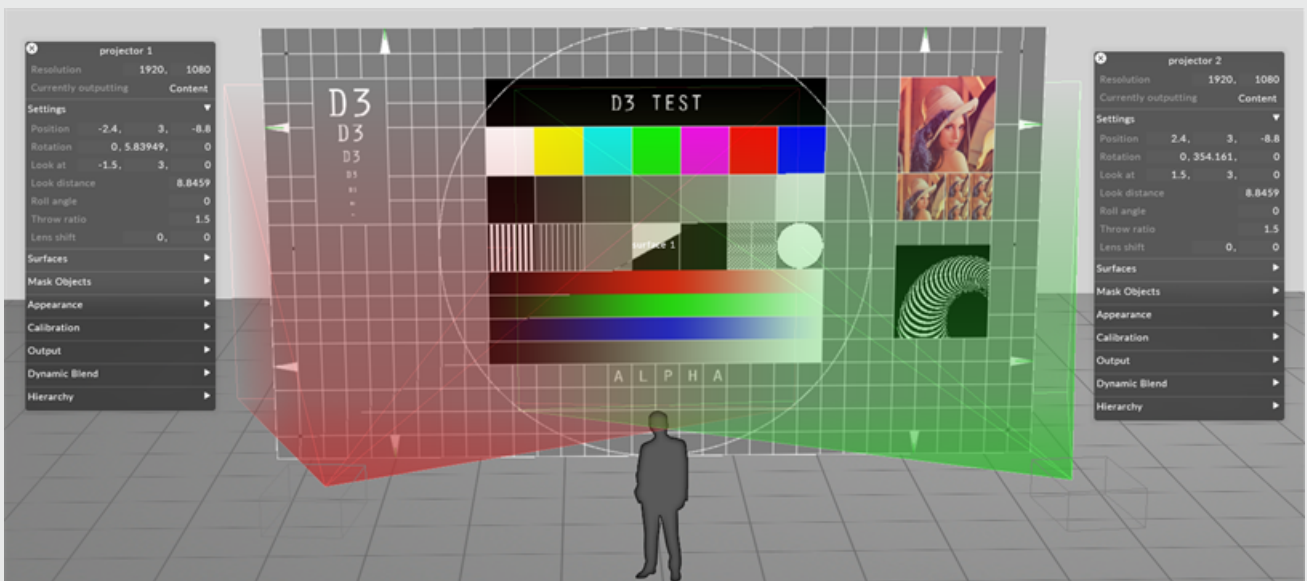 projector 1
Resolution 1920, 1080
Currently outputting Content
Settings
Position -2.4, 3, -8.8
Rotation 0, 5.83949, 0
Look at -1.5, 3, 0
Look distance 8.8459
Roll angle 0
Throw ratio 1.5
Lens shift 0, 0
Surfaces
Mask Objects
Appearance
Calibration
Output
Dynamic Blend
Hierarchy
D3
D3
D3
D3
D3 TEST
surface 1
ALPHA
projector 2
Resolution 1920, 1080
Currently outputting Content
Settings
Position 2.4, 3, -8.8
Rotation 0, 354.161, 0
Look at 1.5, 3, 0
Look distance 8.8459
Roll angle 0
Throw ratio 1.5
Lens shift 0, 0
Surfaces
Mask Objects
Appearance
Calibration
Output
Dynamic Blend
Hierarchy